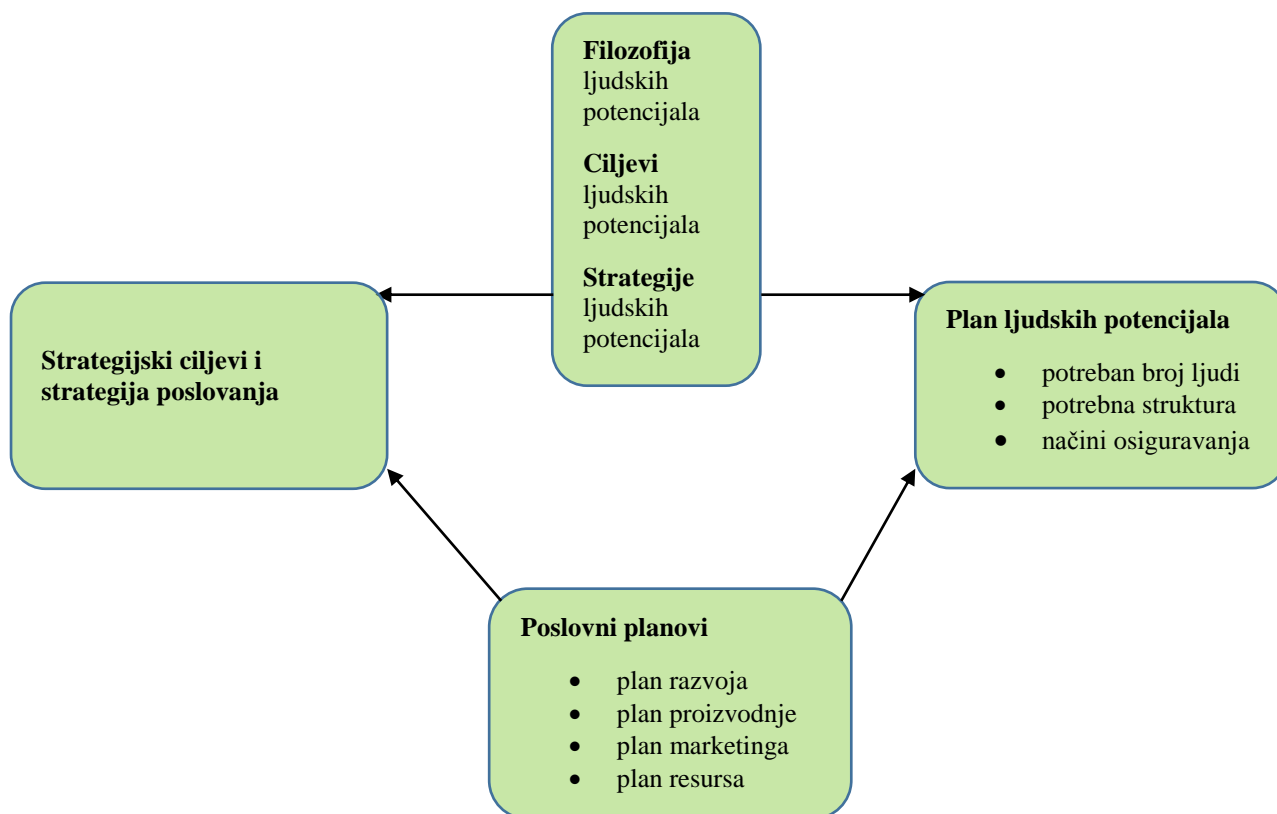 Filozofija
ljudskih
potencijala
Ciljevi
ljudskih
potencijala
Strategije
ljudskih
potencijala
Strategijski ciljevi i
strategija poslovanja
Plan ljudskih potencijala
• potreban broj ljudi
• potrebna struktura
• načini osiguravanja
Poslovni planovi
• plan razvoja
• plan proizvodnje
• plan marketinga
• plan resursa